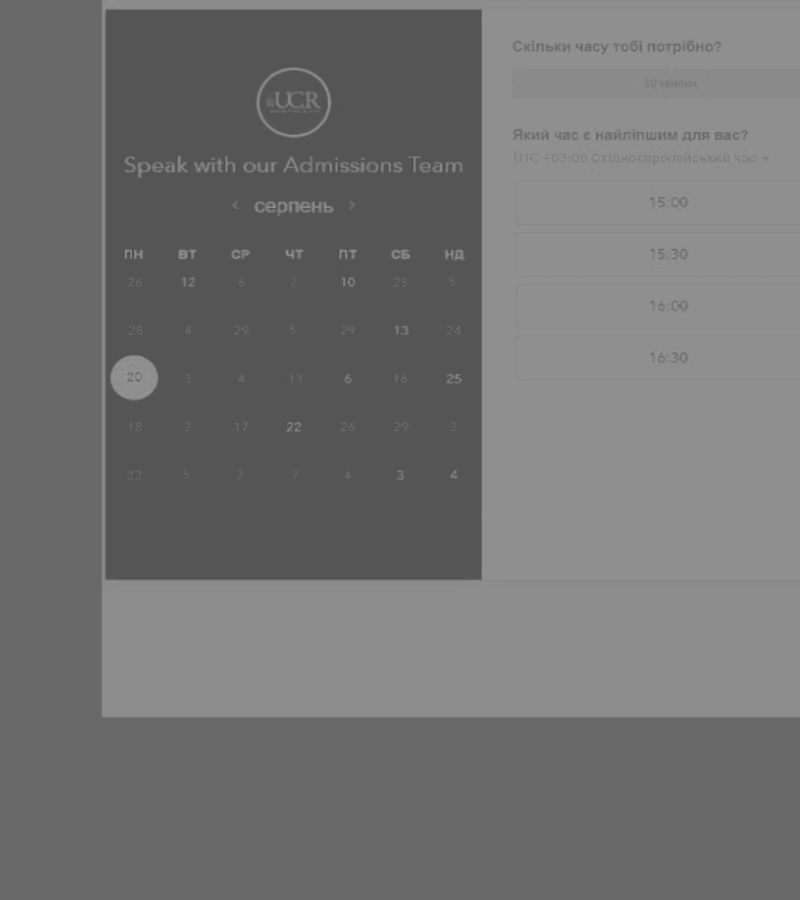 UCR
Speak with our Admissions Team
< серпень >
ПН ВТ СР ЧТ ПТ СБ НД
26 12 6 2 10 25 5
28 4 29 5 29 13 24
20 3 4 13 6 16 25
18 2 17 22 26 29 2
23 5 2 7 4 3 4
Скільки часу тобі потрібно?
30 хвилин
Який час є найліпшим для вас?
UTC +03:00 Східноєвропейський час
15:00
15:30
16:00
16:30